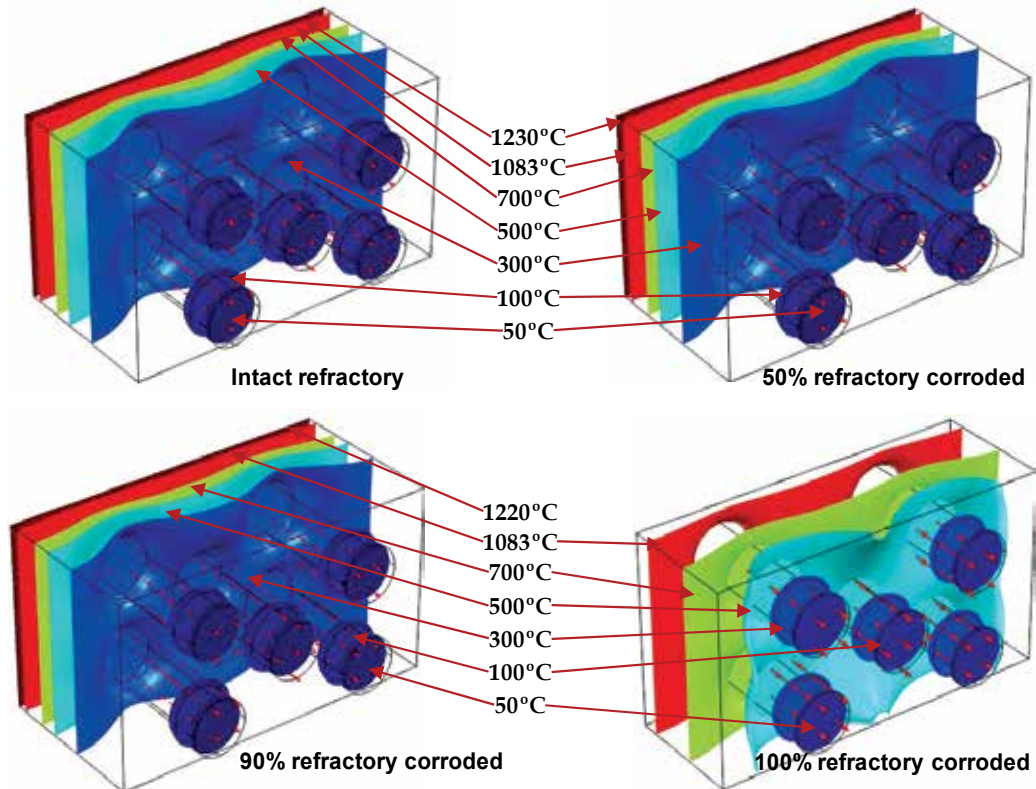 1230°C
1083°C
700°C
500°C
300°C
100°C
50°C
Intact refractory
50% refractory corroded
1220°C
1083°C
700°C
500°C
300°C
100°C
50°C
90% refractory corroded
100% refractory corroded